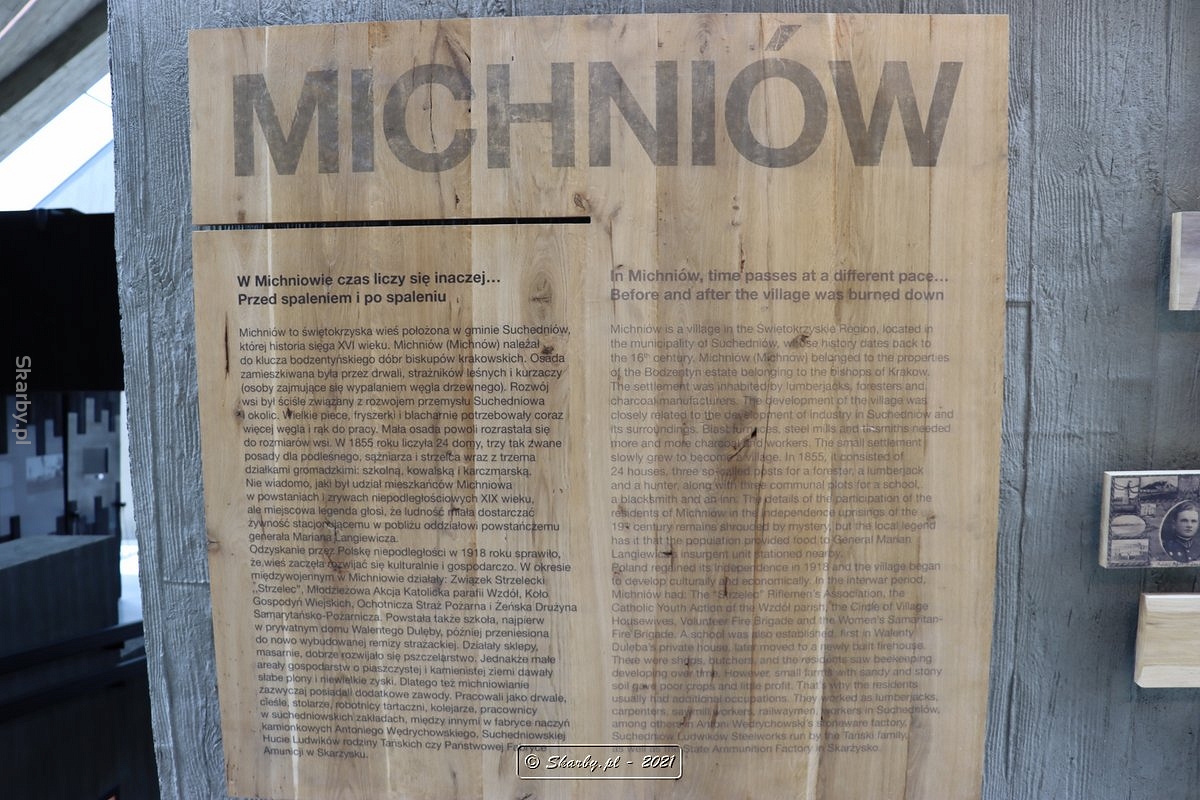 MICHNIÓW
W Michniowie czas liczy się inaczej…
Przed spaleniem i po spaleniu
Michniów to świętokrzyska wieś położona w gminie Suchedniów,
której historia sięga XVI wieku. Michniów (Michnów) należał
do klucza bodzentyńskiego dóbr biskupów krakowskich. Osada
zamieszkiwana była przez drwali, strażników leśnych i kurzaczy
(osoby zajmujące się wypalaniem węgla drzewnego). Rozwój
wsi był ściśle związany z rozwojem przemysłu Suchedniowa
i okolic. Wielkie piece, fryszerki i blacharnie potrzebowały coraz
więcej węgla i rąk do pracy. Mała osada powoli rozrastała się
do rozmiarów wsi. W 1855 roku liczyła 24 domy, trzy tak zwane
posady dla podleśnego, sążniarza i strzelca wraz z trzema
działkami gromadzkimi: szkolną, kowalską i karczmarską.
Nie wiadomo, jaki był udział mieszkańców Michniowa
w powstaniach i zrywach niepodległościowych XIX wieku,
ale miejscowa legenda głosi, że ludność miała dostarczać
żywność stacjonującemu w pobliżu oddziałowi powstańczemu
generała Mariana Langiewicza.
Odzyskanie przez Polskę niepodległości w 1918 roku sprawiło,
że wieś zaczęła rozwijać się kulturalnie i gospodarczo. W okresie
międzywojennym w Michniowie działały: Związek Strzelecki
„Strzelec", Młodzieżowa Akcja Katolicka parafii Wzdół, Koło
Gospodyń Wiejskich, Ochotnicza Straż Pożarna i Żeńska Drużyna
Samarytańsko-Pożarnicza. Powstała także szkoła, najpierw
w prywatnym domu Walentego Dulęby, później przeniesiona
do nowo wybudowanej remizy strażackiej. Działały sklepy,
masarnie, dobrze rozwijało się pszczelarstwo. Jednakże małe
areały gospodarstw o piaszczystej i kamienistej ziemi dawały
słabe plony i niewielkie zyski. Dlatego też michniowianie
zazwyczaj posiadali dodatkowe zawody. Pracowali jako drwale,
cieśle, stolarze, robotnicy tartaczni, kolejarze, pracownicy
w suchedniowskich zakładach, między innymi w fabryce naczyń
kamionkowych Antoniego Wędrychowskiego, Suchedniowskiej
Hucie Ludwików rodziny Tańskich czy Państwowej Fabryce
Amunicji w Skarżysku.
In Michniów, time passes at a different pace…
Before and after the village was burned down
Michniów is a village in the Świętokrzyskie Region, located in
the municipality of Suchedniów, whose history dates pack to
the 16th century. Michniów (Michnów) belonged to the properties
of the Bodzentyn estate belonging to the bishops of Krakow.
The settlement was inhabited by lumberjacks, foresters and
charcoal manufacturers. The development of the village was
closely related to the development of industry in Suchedniów and
its surroundings. Blast furnaces, steel mills and tinsmiths needed
more and more charcoal and workers. The small settlement
slowly grew to become a village. In 1855, it consisted of
24 houses, three so-called posts for a forester, a lumberjack
and a hunter, along with three communal plots for a school,
a blacksmith and an inn. The details of the participation of the
residents of Michniów in the independence uprisings of the
19th century remains shrouded by mystery, but the local legend
has it that the population provided food to General Marian
Langiewicz's insurgent unit stationed nearby.
Poland regained its independence in 1918 and the village began
to develop culturally and economically. In the interwar period,
Michniów had: The "Strzelec" Riflemen's Association, the
Catholic Youth Action of the Wzdół parish, the Circle of Village
Housewives, Volunteer Fire Brigade and the Women's Samaritan-
Fire Brigade. A school was also established, first in Walenty
Dulęba's private house, later moved to a newly built firehouse.
There were shops, butchers, and the residents saw beekeeping
developing over time. However, small farms with sandy and stony
soil gave poor crops and little profit. That's why the residents
usually had additional occupations. They worked as lumberjacks,
carpenters, sawmill workers, railwaymen, workers in Suchedniów,
among others in Antoni Wędrychowski's stoneware factory,
Suchedniów Ludwików Steelworks run by the Tański family,
as well as the State Ammunition Factory in Skarżysko.
Skarby.pl
© Skarby.pl - 2021